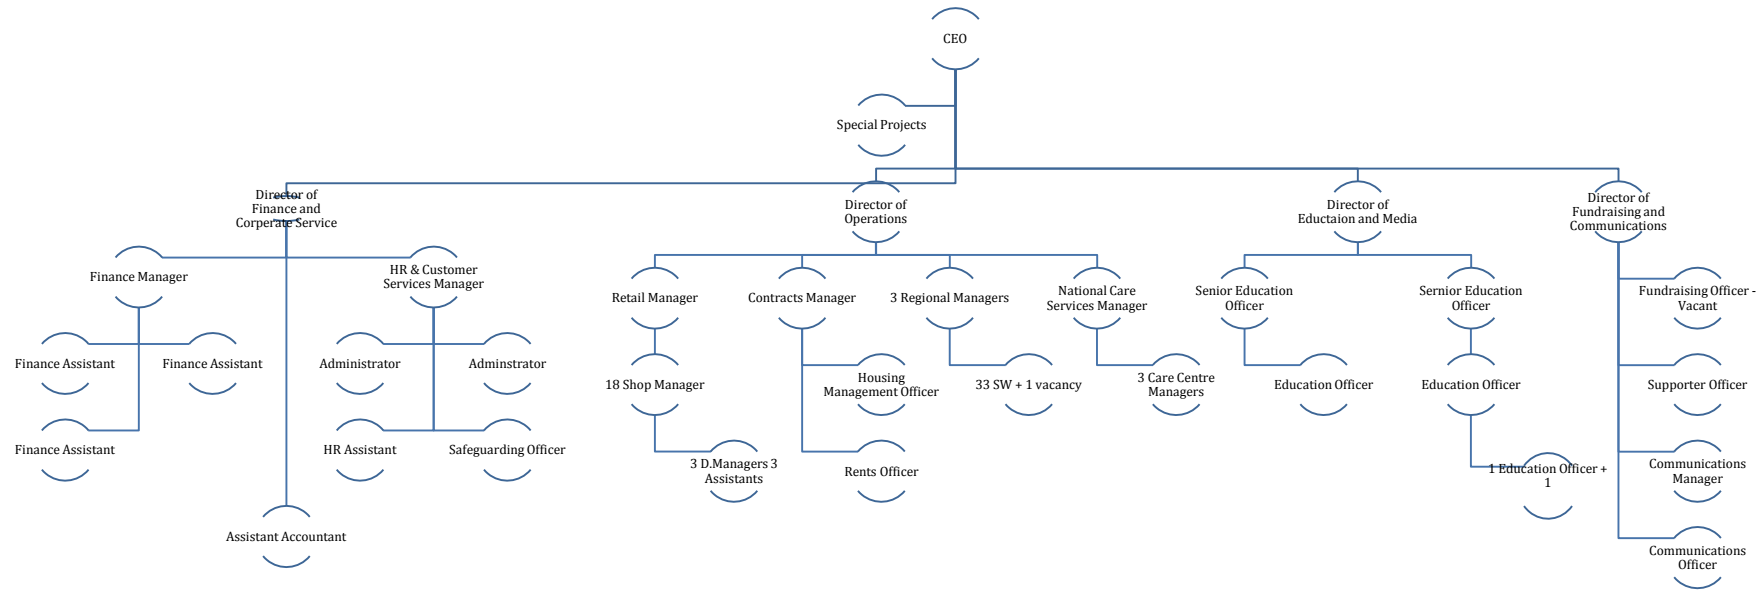 CEO
Special Projects
Director of
Finance and
Corperate Service
Director of
Operations
Director of
Eductaion and Media
Director of
Fundraising and
Communications
Finance Manager
HR & Customer
Services Manager
Retail Manager
Contracts Manager
3 Regional Managers
National Care
Services Manager
Senior Education
Officer
Sernior Education
Officer
Fundraising Officer -
Vacant
Finance Assistant
Finance Assistant
Administrator
Adminstrator
18 Shop Manager
Housing
Management Officer
33 SW + 1 vacancy
3 Care Centre
Managers
Education Officer
Education Officer
Supporter Officer
Finance Assistant
HR Assistant
Safeguarding Officer
3 D.Managers 3
Assistants
Rents Officer
1 Education Officer +
1
Communications
Manager
Assistant Accountant
Communications
Officer